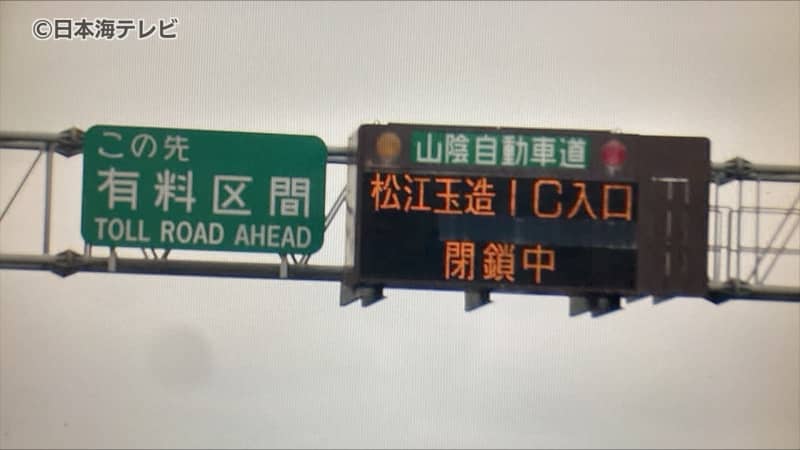 ©日本海テレビ
この先
有料区間
TOLL ROAD AHEAD
山陰自動車道
松江玉造IC入口
閉鎖中